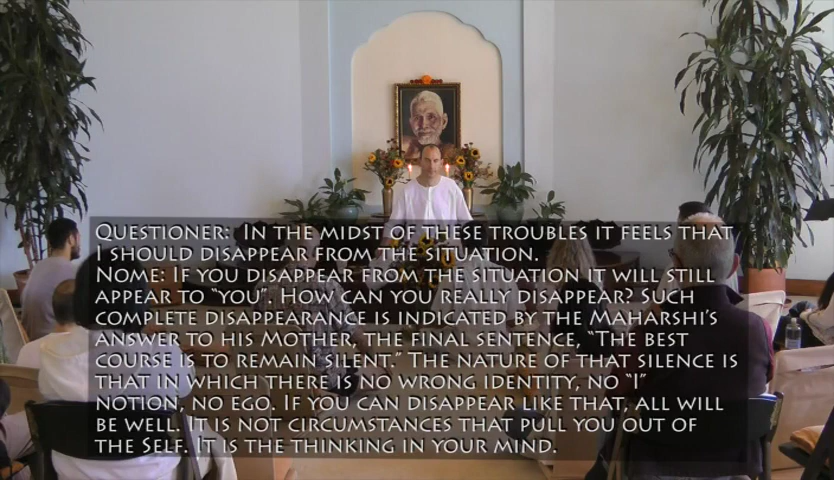 Questioner: In the midst of these troubles it feels that
I should disappear from the situation.
Nome: If you disappear from the situation it will still
appear to “you”. How can you really disappear? Such
complete disappearance is indicated by the Maharshi’s
answer to his Mother, the final sentence, “The best
course is to remain silent.” The nature of that silence is
that in which there is no wrong identity, no “I”
notion, no ego. If you can disappear like that, all will
be well. It is not circumstances that pull you out of
the Self. It is the thinking in your mind.